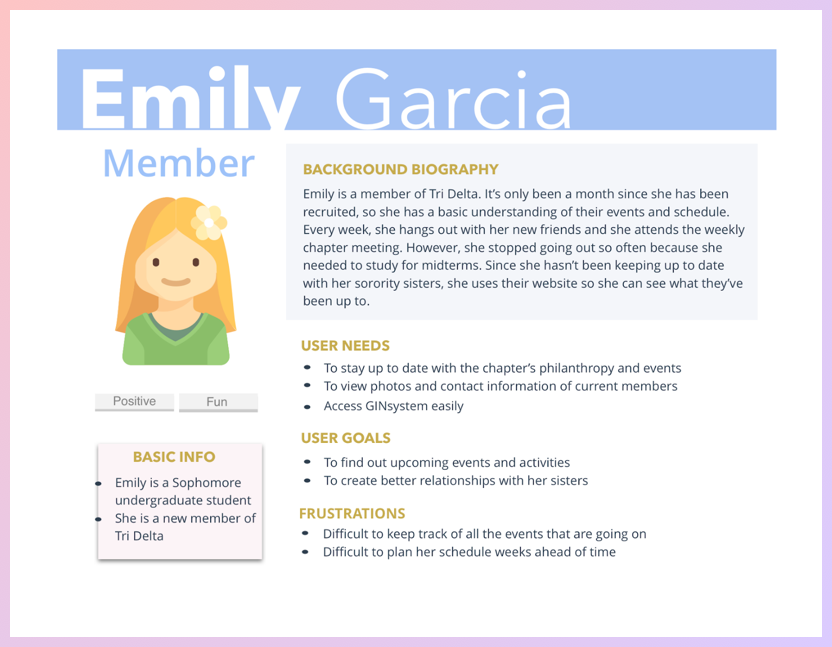 Emily Garcia
Member
Positive
Fun
BASIC INFO
Emily is a Sophomore
undergraduate student
She is a new member of
Tri Delta
BACKGROUND BIOGRAPHY
Emily is a member of Tri Delta. It’s only been a month since she has been
recruited, so she has a basic understanding of their events and schedule.
Every week, she hangs out with her new friends and she attends the weekly
chapter meeting. However, she stopped going out so often because she
needed to study for midterms. Since she hasn’t been keeping up to date
with her sorority sisters, she uses their website so she can see what they’ve
been up to.
USER NEEDS
To stay up to date with the chapter’s philanthropy and events
To view photos and contact information of current members
Access GINsystem easily
USER GOALS
To find out upcoming events and activities
To create better relationships with her sisters
FRUSTRATIONS
Difficult to keep track of all the events that are going on
Difficult to plan her schedule weeks ahead of time